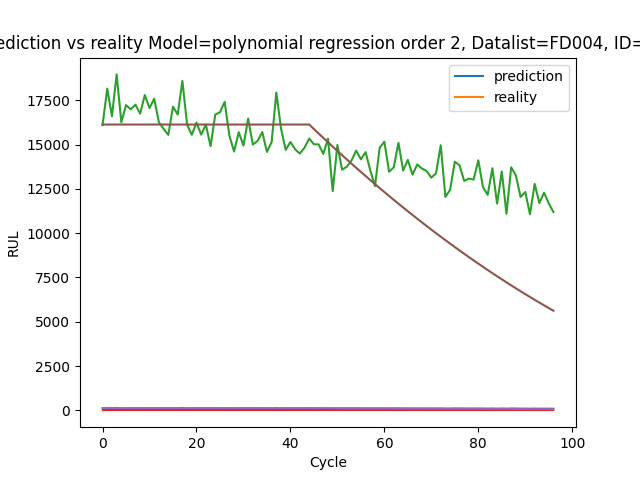 ediction vs reality Model=polynomial regression order 2, Datalist=FD004, ID=
prediction
reality
17500
15000
12500
10000
7500
5000
2500
0
RUL
0 20 40 60 80 100
Cycle